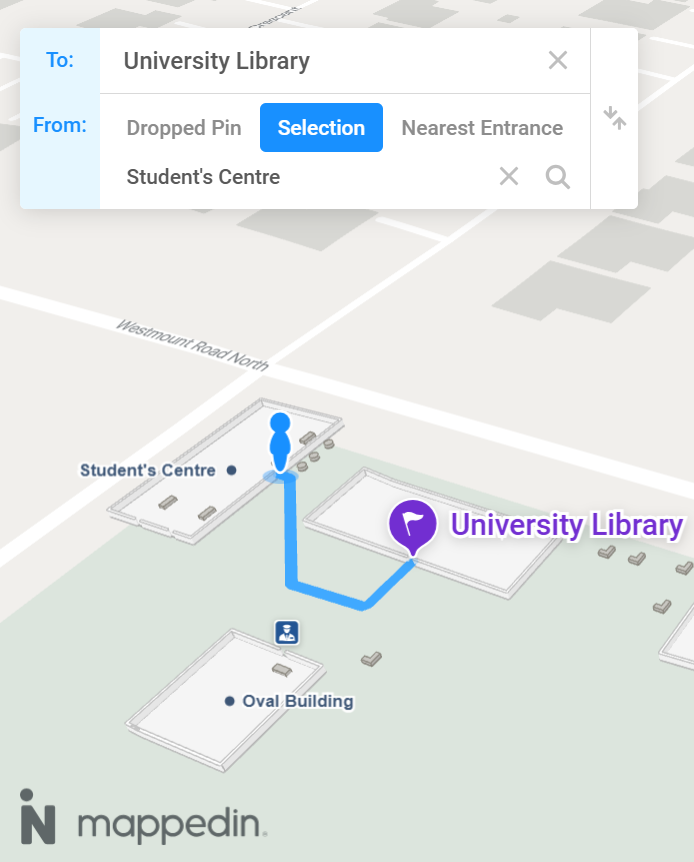 To:
University Library
From:
Dropped Pin
Selection
Nearest Entrance
Student's Centre
Westmount Road North
Student's Centre
University Library
Oval Building
mappedin